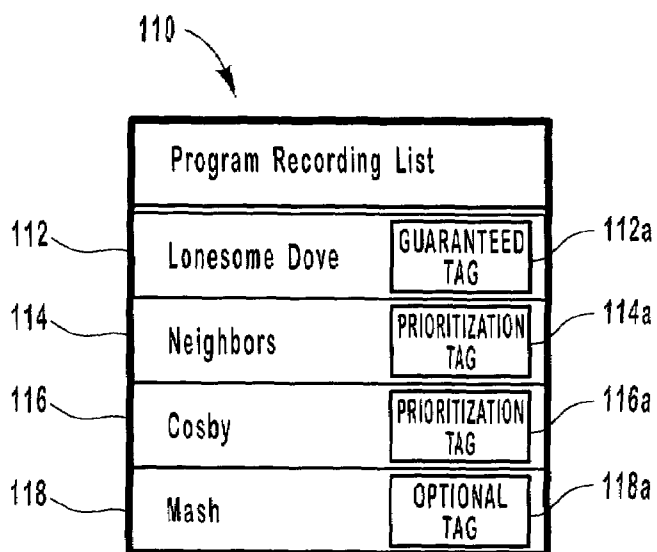 110
Program Recording List
112 Lonesome Dove GUARANTEED TAG 112a
114 Neighbors PRIORITIZATION TAG 114a
116 Cosby PRIORITIZATION TAG 116a
118 Mash OPTIONAL TAG 118a